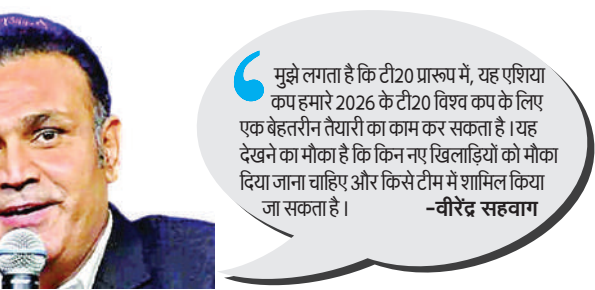 मुझे लगता है कि टी20 प्रारूप में, यह एशिया
कप हमारे 2026 के टी20 विश्व कप के लिए
एक बेहतरीन तैयारी का काम कर सकता है। यह
देखने का मौका है कि किन नए खिलाड़ियों को मौका
दिया जाना चाहिए और किसे टीम में शामिल किया
जा सकता है। -वीरेंद्र सहवाग